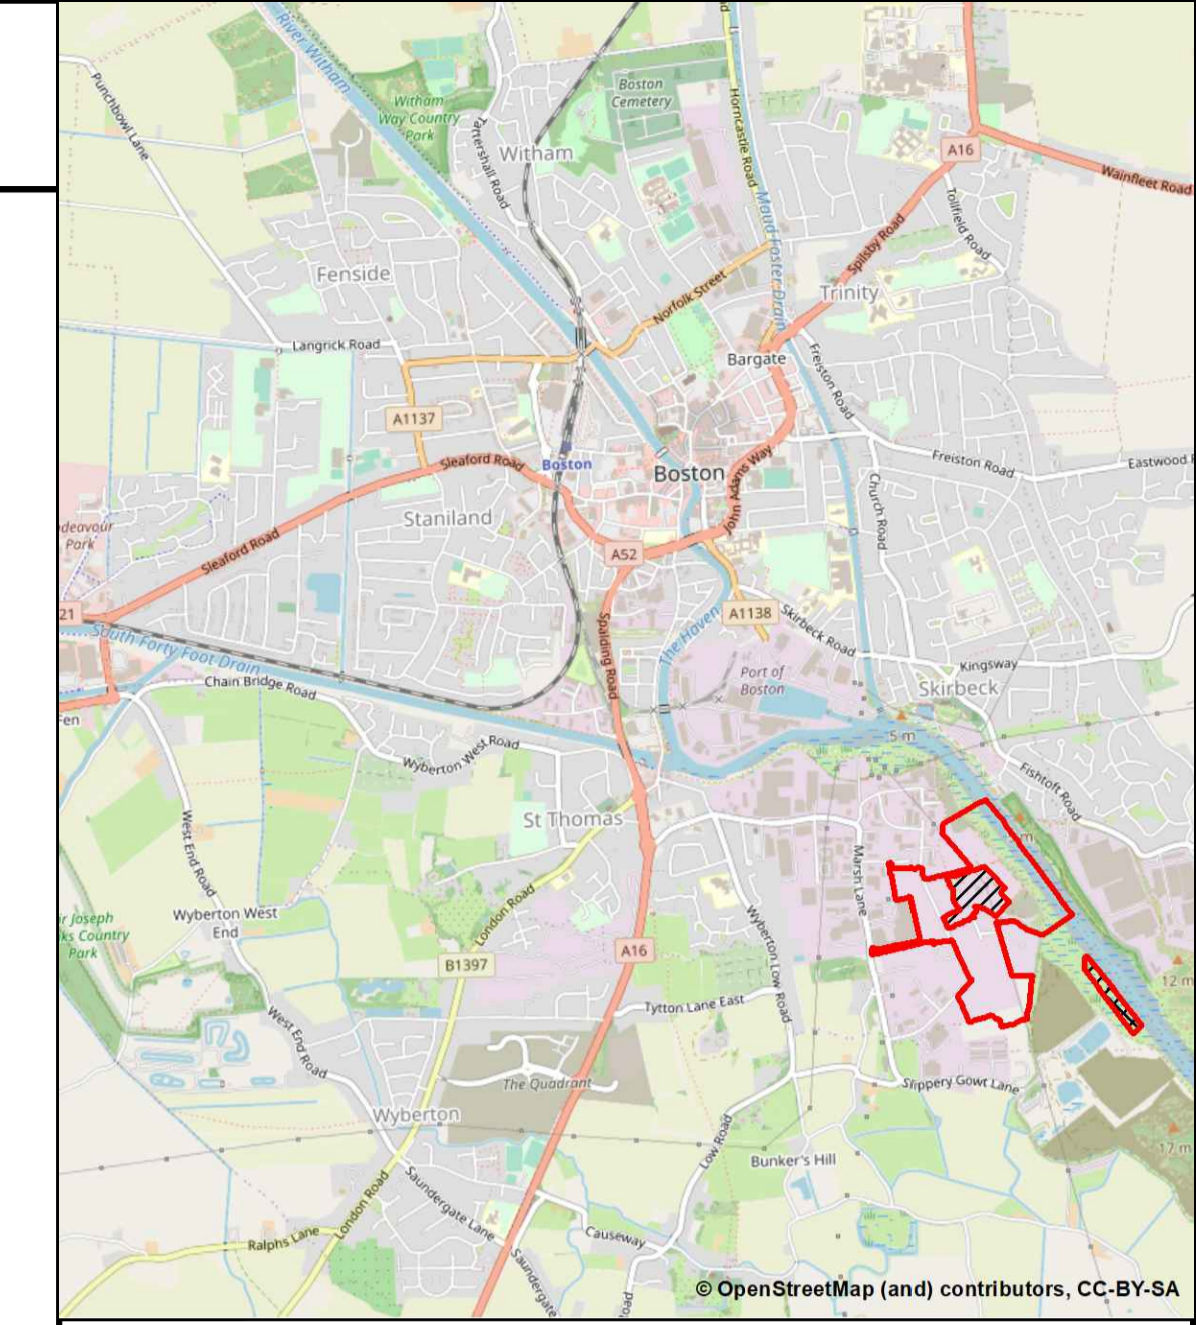 River Witham
Punchbowl Lane
Witham
Way Country
Park
Tattershall Road
Witham
Boston
Cemetery
Horncastle Road
Maud Foster Drain
A16
Wainfleet Road
Tollfield Road
Spilsby Road
Trinity
Fenside
Norfolk Street
Langrick Road
Bargate
Freiston Road
A1137
Sleaford Road
Boston
Boston
John Adams Way
Freiston Road
Eastwood
Church Road
Staniland
ndeavour
Park
Sleaford Road
A52
21
South Forty Foot Drain
Chain Bridge Road
Spalding Road
The Haven
A1138
Skirbeck Road
Kingsway
Port of
Boston
Skirbeck
Fen
5 m
Wyberton West Road
Fishtoft Road
West End Road
St Thomas
Marsh Lane
London Road
Wyberton West
End
ir Joseph
ks Country
Park
Wyberton Low Road
A16
B1397
12 m
Tytton Lane East
West End Road
The Quadrant
Slippery Gowt Lane
Wyberton
Low Road
17 m
Bunker's Hill
Saundergate Lane
London Road
Causeway
Ralphs Lane
Saundergate
© OpenStreetMap (and) contributors, CC-BY-SA